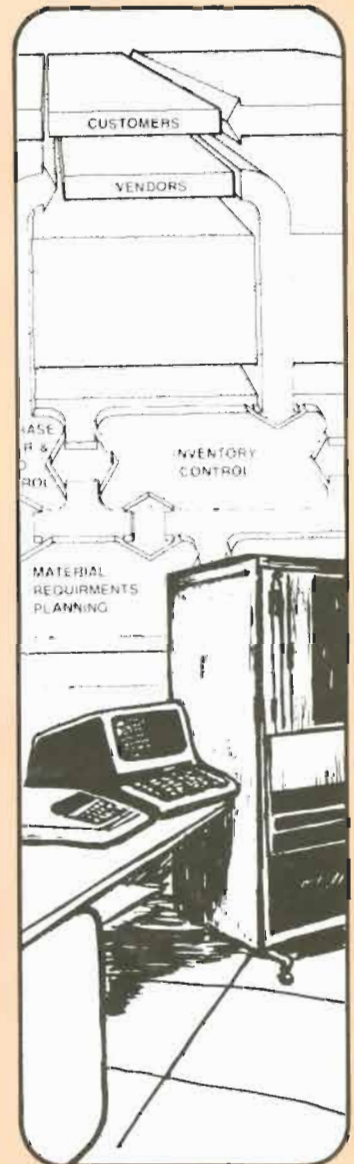 CUSTOMERS
VENDORS
INVENTORY
CONTROL
MATERIAL
REQUIRMENTS
PLANNING